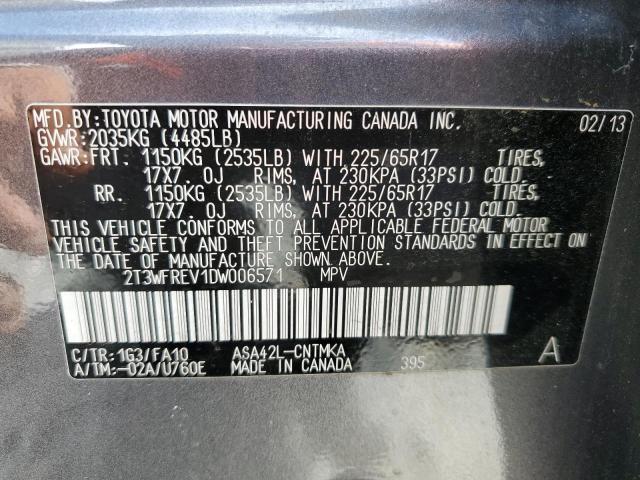 MFD.BY:TOYOTA MOTOR MANUFACTURING CANADA INC. 02/13
GVWR:2035KG (4485LB)
GAWR:FRT. 1150KG (2535LB) WITH 225/65R17 TIRES,
17X7. 0J RIMS, AT 230KPA (33PSI) COLD.
RR. 1150KG (2535LB) WITH 225/65R17 TIRES,
17X7. 0J RIMS, AT 230KPA (33PSI) COLD.
THIS VEHICLE CONFORMS TO ALL APPLICABLE FEDERAL MOTOR
VEHICLE SAFETY AND THEFT PREVENTION STANDARDS IN EFFECT ON
THE DATE OF MANUFACTURE SHOWN ABOVE.
2T3WFREV1DW006571 MPV
C/TR:1G3/FA10 ASA42L-CNTMKA A
A/TM:-02A/U760E MADE IN CANADA 395